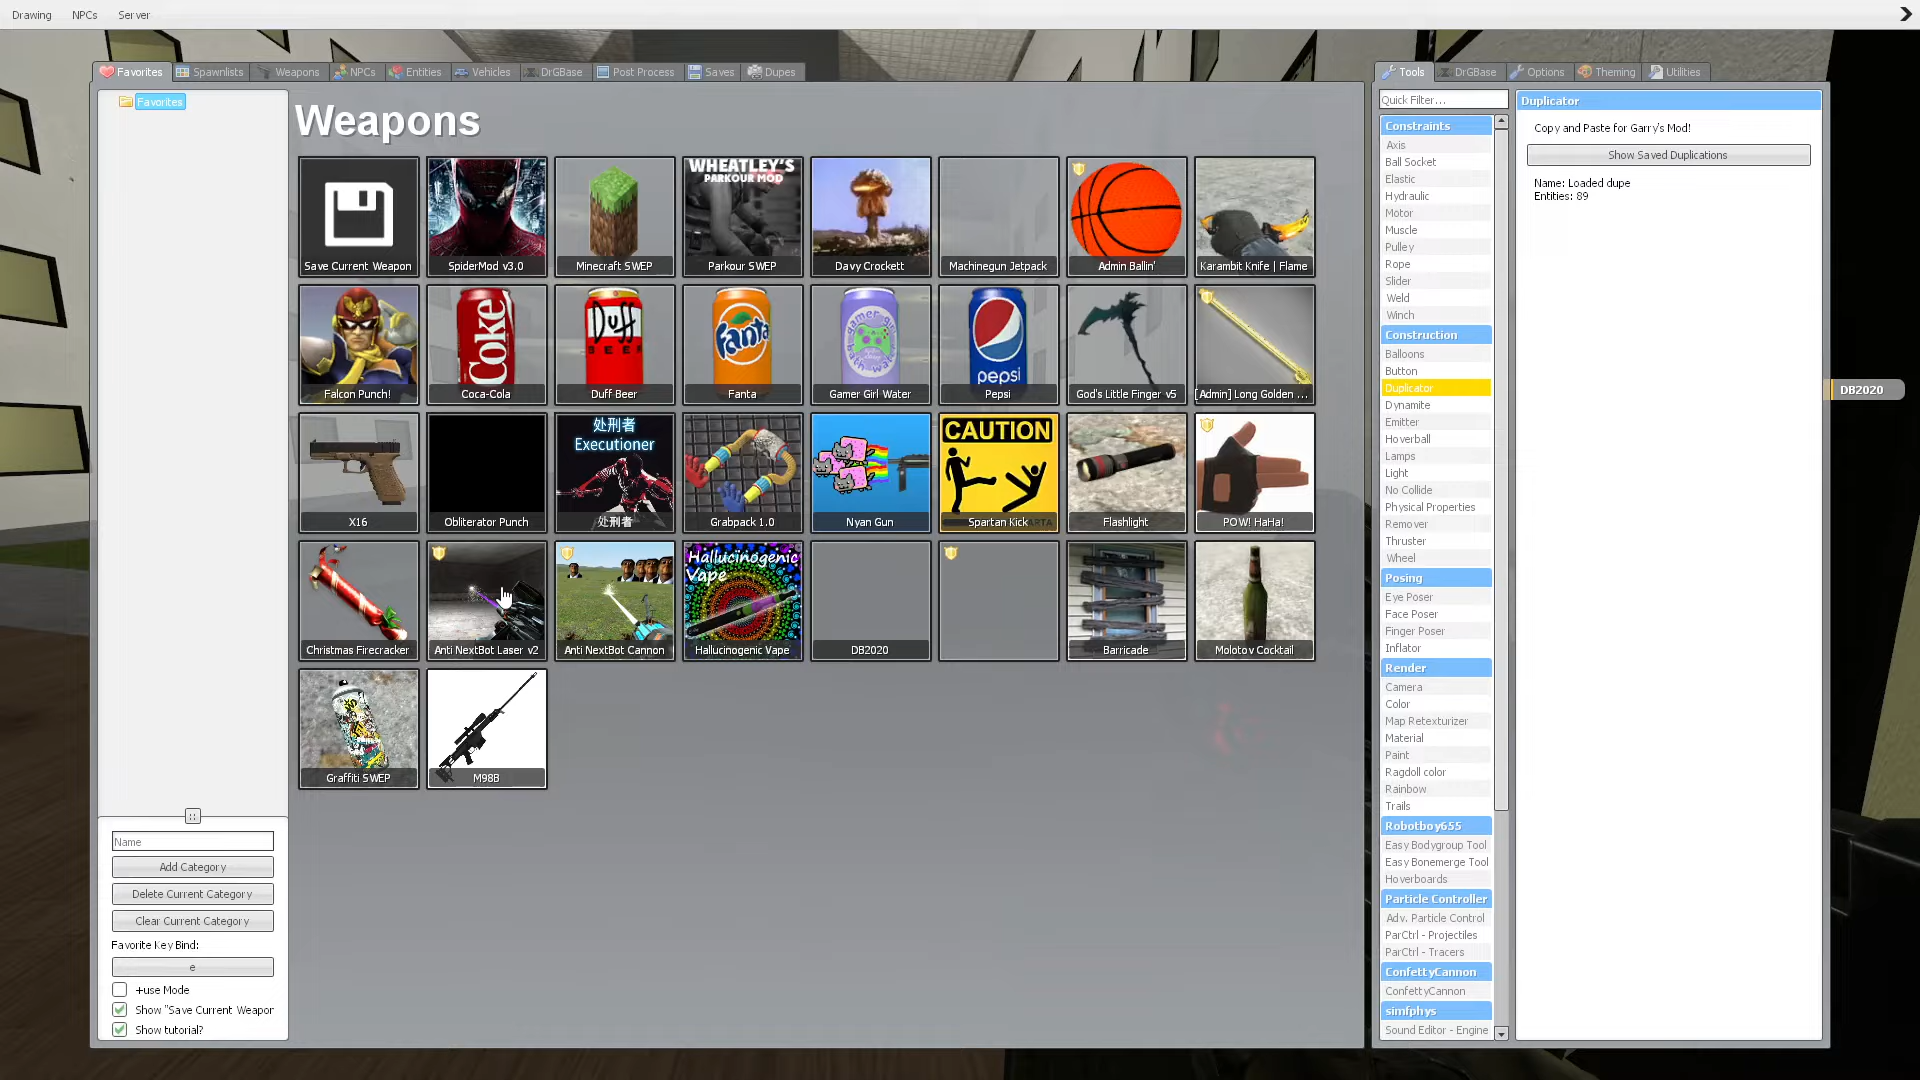 Drawing NPCs Server
Favorites Spawnlists Weapons NPCs Entities Vehicles DrGBase Post Process Saves Dupes
Favorites
Weapons
WHEATLEY'S
PARKOUR MOD
Save Current Weapon SpiderMod v3.0 Minecraft SWEP Parkour SWEP Davy Crockett Machinegun Jetpack Admin Ballin' Karambit Knife | Flame
Coke Duff BEER Fanta gamer girl bath water pepsi
Falcon Punch! Coca-Cola Duff Beer Fanta Gamer Girl Water Pepsi God's Little Finger v5 [Admin] Long Golden ...
处刑者
Executioner
CAUTION
X16 Obliterator Punch 处刑者 Grabpack 1.0 Nyan Gun Spartan Kick Flashlight POW! HaHa!
Hallucinogenic
Vape
Christmas Firecracker Anti NextBot Laser v2 Anti NextBot Cannon Hallucinogenic Vape DB2020 Barricade Molotov Cocktail
Graffiti SWEP M98B
Name
Add Category
Delete Current Category
Clear Current Category
Favorite Key Bind:
e
+use Mode
Show "Save Current Weapor
Show tutorial?
Tools DrGBase Options Theming Utilities
Quick Filter...
Constraints
Axis
Ball Socket
Elastic
Hydraulic
Motor
Muscle
Pulley
Rope
Slider
Weld
Winch
Construction
Balloons
Button
Duplicator
Dynamite
Emitter
Hoverball
Lamps
Light
No Collide
Physical Properties
Remover
Thruster
Wheel
Posing
Eye Poser
Face Poser
Finger Poser
Inflator
Render
Camera
Color
Map Retexturizer
Material
Paint
Ragdoll color
Rainbow
Trails
Robotboy655
Easy Bodygroup Tool
Easy Bonemerge Tool
Hoverboards
Particle Controller
Adv. Particle Control
ParCtrl - Projectiles
ParCtrl - Tracers
ConfettyCannon
ConfettyCannon
simfphys
Sound Editor - Engine
Duplicator
Copy and Paste for Garry's Mod!
Show Saved Duplications
Name: Loaded dupe
Entities: 89
DB2020